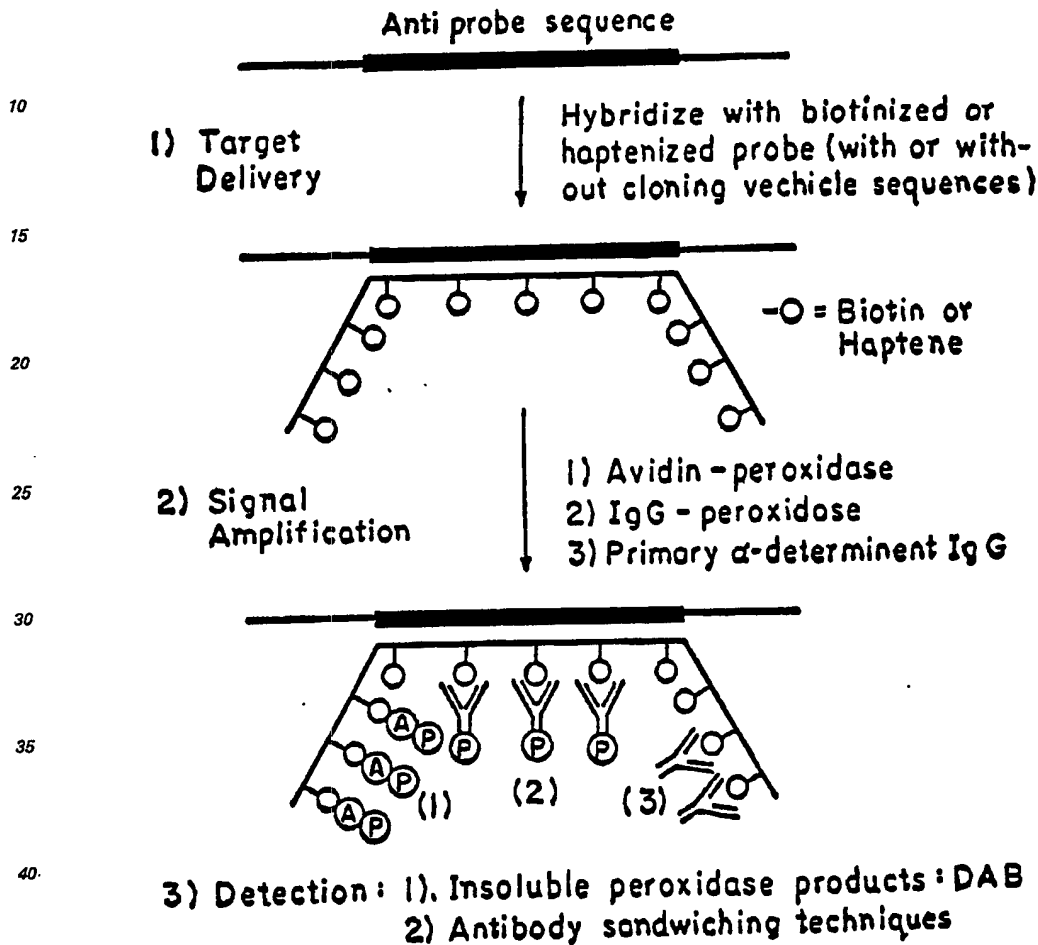 Anti probe sequence
10
1) Target
Delivery
Hybridize with biotinized or
haptenized probe (with or with-
out cloning vechicle sequences)
15
-O = Biotin or
Haptene
20
2) Signal
Amplification
25
1) Avidin-peroxidase
2) IgG-peroxidase
3) Primary α-determinent Ig G
30
A P
A P
A P
P P P
(1) (2) (3)
35
40
3) Detection: 1). Insoluble peroxidase products: DAB
2) Antibody sandwiching techniques